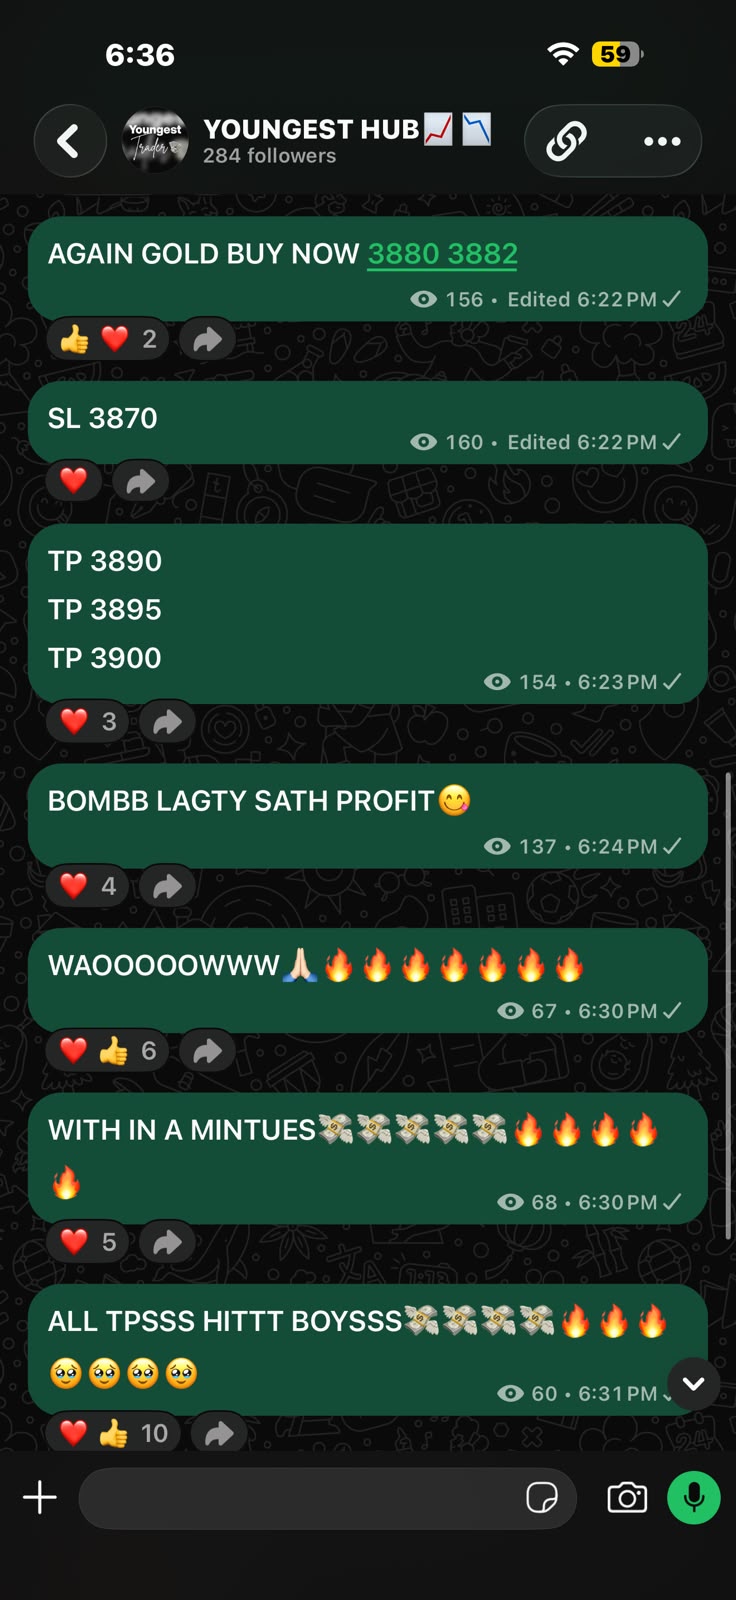 6:36
59
Youngest
Trader
YOUNGEST HUB📈📉
284 followers
AGAIN GOLD BUY NOW 3880 3882
156 • Edited 6:22 PM
👍❤️ 2
SL 3870
160 • Edited 6:22 PM
❤️
TP 3890
TP 3895
TP 3900
154 • 6:23 PM
❤️ 3
BOMBB LAGTY SATH PROFIT😋
137 • 6:24 PM
❤️ 4
WAOOOOOWWW🙏🏻🔥🔥🔥🔥🔥🔥🔥
67 • 6:30 PM
❤️👍 6
WITH IN A MINTUES💸💸💸💸💸🔥🔥🔥🔥
🔥
68 • 6:30 PM
❤️ 5
ALL TPSSS HITTT BOYSSS💸💸💸💸🔥🔥🔥
🥹🥹🥹🥹
60 • 6:31 PM
❤️👍 10